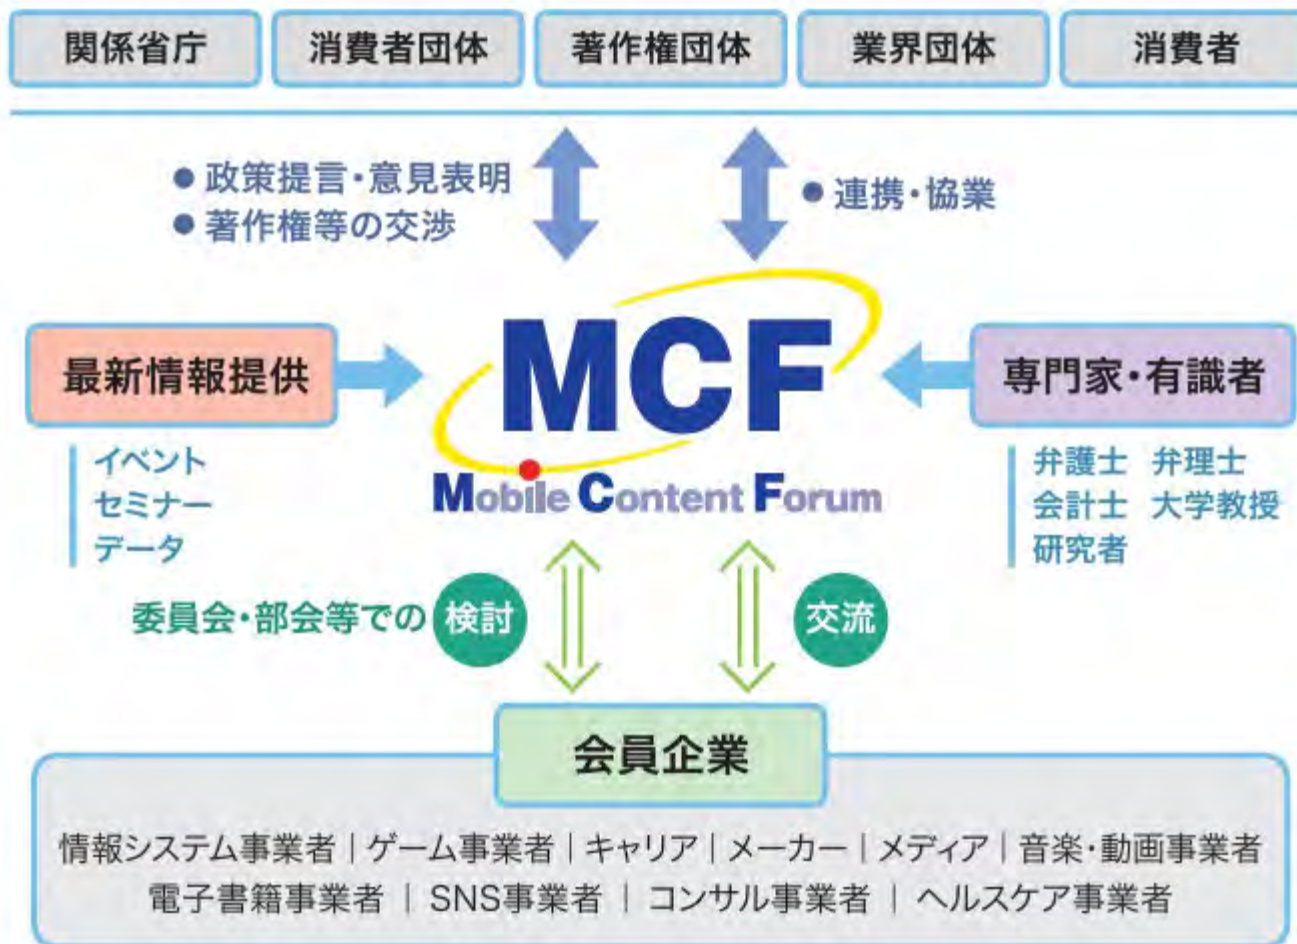 関係省庁
消費者団体
著作権団体
業界団体
消費者
● 政策提言・意見表明
● 著作権等の交渉
● 連携・協業
最新情報提供
イベント
セミナー
データ
MCF
Mobile Content Forum
専門家・有識者
弁護士 弁理士
会計士 大学教授
研究者
委員会・部会等での 検討
交流
会員企業
情報システム事業者 | ゲーム事業者 | キャリア | メーカー | メディア | 音楽・動画事業者
電子書籍事業者 | SNS事業者 | コンサル事業者 | ヘルスケア事業者